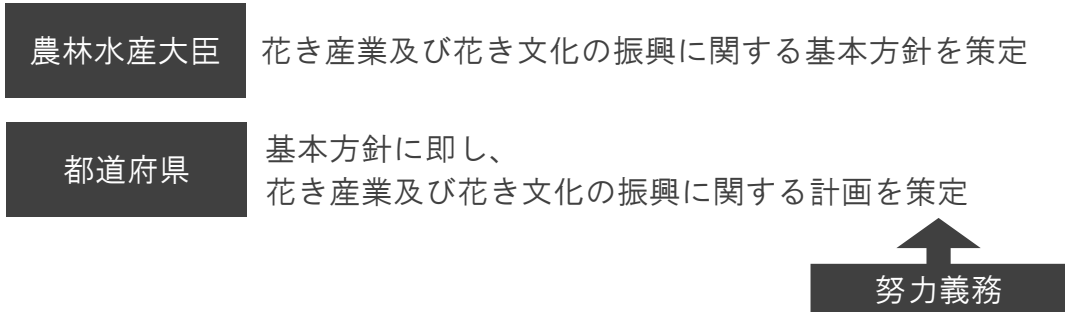 農林水産大臣
花き産業及び花き文化の振興に関する基本方針を策定
都道府県
基本方針に即し、
花き産業及び花き文化の振興に関する計画を策定
努力義務